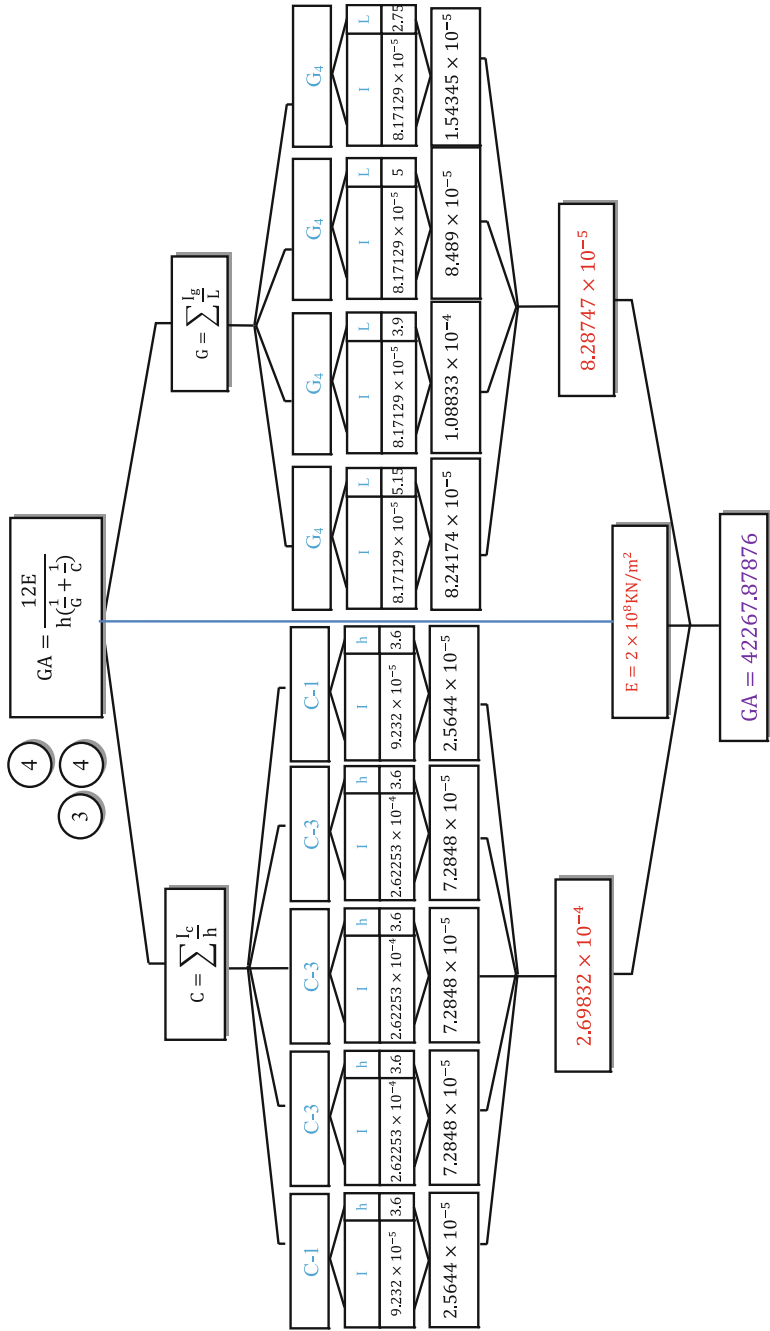 4
3 4
GA = 12E / h(1/G + 1/C)
C = ∑ I_c/h
G = ∑ I_g/L
C-1 C-3 C-3 C-3 C-1 G₄ G₄ G₄ G₄
I h I h I h I h I h I L I L I L I L
9.232 × 10⁻⁵ 3.6 2.62253 × 10⁻⁴ 3.6 2.62253 × 10⁻⁴ 3.6 2.62253 × 10⁻⁴ 3.6 9.232 × 10⁻⁵ 3.6 8.17129 × 10⁻⁵ 5.15 8.17129 × 10⁻⁵ 3.9 8.17129 × 10⁻⁵ 5 8.17129 × 10⁻⁵ 2.75
2.5644 × 10⁻⁵ 7.2848 × 10⁻⁵ 7.2848 × 10⁻⁵ 7.2848 × 10⁻⁵ 2.5644 × 10⁻⁵ 8.24174 × 10⁻⁵ 1.08833 × 10⁻⁴ 8.489 × 10⁻⁵ 1.54345 × 10⁻⁵
2.69832 × 10⁻⁴ 8.28747 × 10⁻⁵
E = 2 × 10⁸KN/m²
GA = 42267.87876